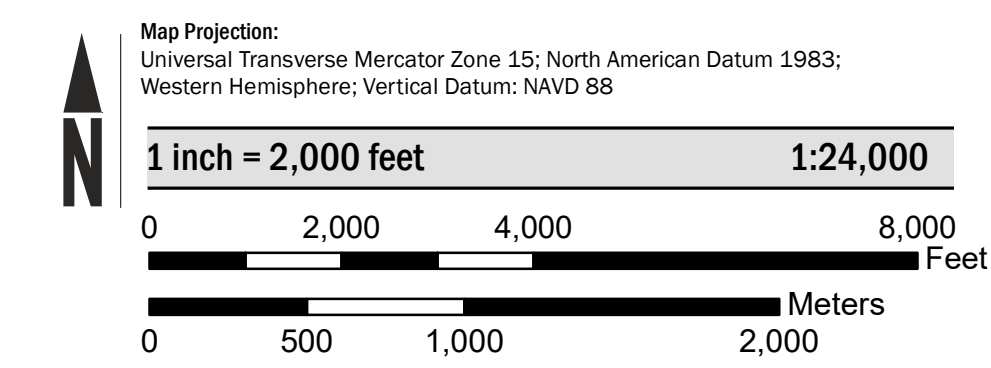 Map Projection:
Universal Transverse Mercator Zone 15; North American Datum 1983;
Western Hemisphere; Vertical Datum: NAVD 88
N
1 inch = 2,000 feet 1:24,000
0 2,000 4,000 8,000
Feet
Meters
0 500 1,000 2,000